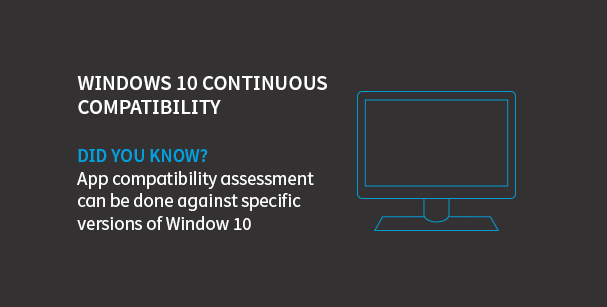 WINDOWS 10 CONTINUOUS
COMPATIBILITY
DID YOU KNOW?
App compatibility assessment
can be done against specific
versions of Window 10